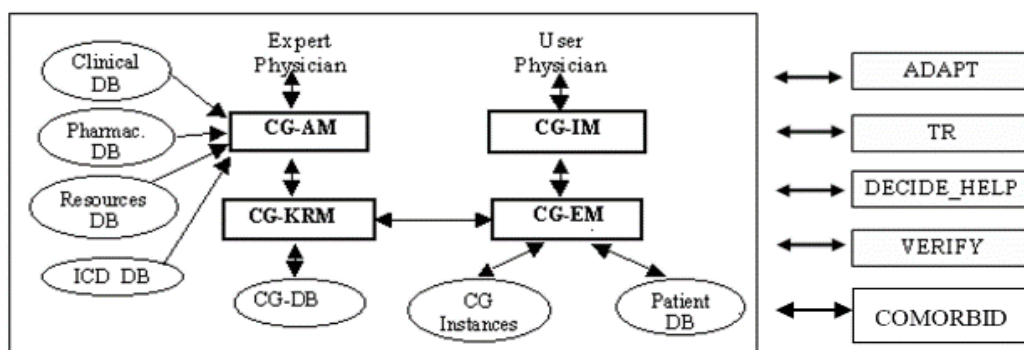 Clinical
DB
Expert
Physician
User
Physician
ADAPT
Pharmac.
DB
CG-AM
CG-IM
TR
Resources
DB
CG-KRM
CG-EM
DECIDE_HELP
VERIFY
ICD DB
CG-DB
CG
Instances
Patient
DB
COMORBID